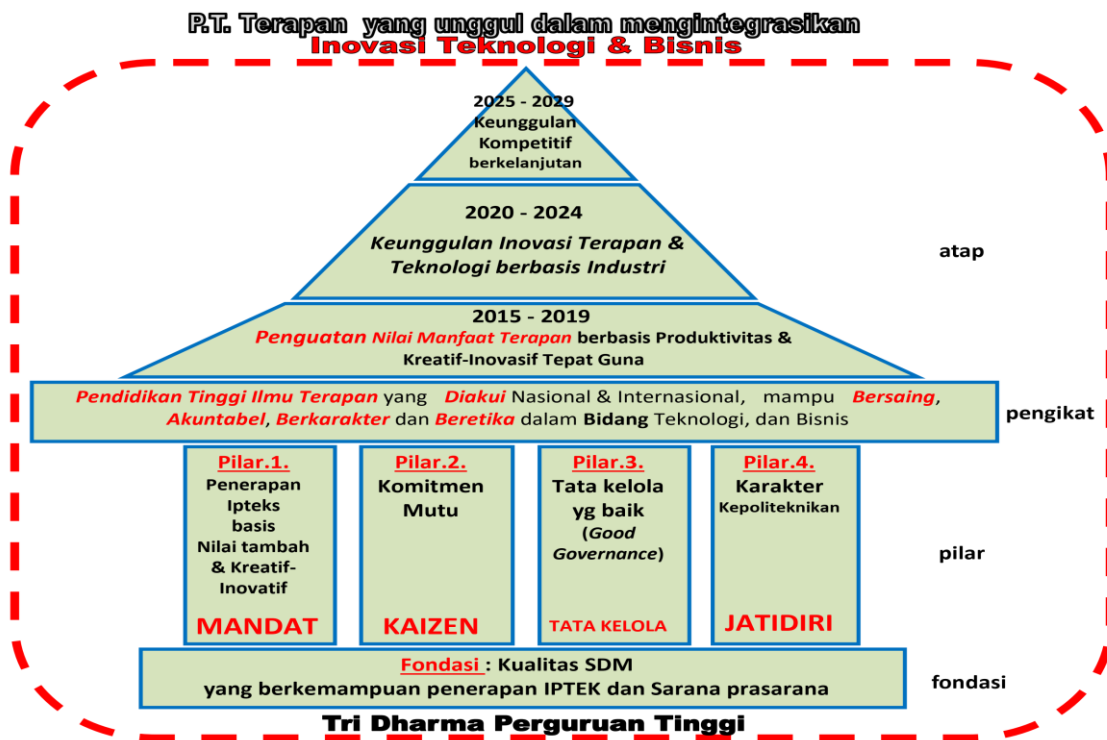 P.T. Terapan yang unggul dalam mengintegrasikan
Inovasi Teknologi & Bisnis
2025 - 2029
Keunggulan
Kompetitif
berkelanjutan
2020 - 2024
Keunggulan Inovasi Terapan &
Teknologi berbasis Industri
atap
2015 - 2019
Penguatan Nilai Manfaat Terapan berbasis Produktivitas &
Kreatif-Inovasif Tepat Guna
Pendidikan Tinggi Ilmu Terapan yang Diakui Nasional & Internasional, mampu Bersaing,
Akuntabel, Berkarakter dan Beretika dalam Bidang Teknologi, dan Bisnis
pengikat
Pilar.1.
Penerapan
Ipteks
basis
Nilai tambah
& Kreatif-
Inovatif
MANDAT
Pilar.2.
Komitmen
Mutu
KAIZEN
Pilar.3.
Tata kelola
yg baik
(Good
Governance)
TATA KELOLA
Pilar.4.
Karakter
Kepoliteknikan
JATIDIRI
pilar
Fondasi : Kualitas SDM
yang berkemampuan penerapan IPTEK dan Sarana prasarana
fondasi
Tri Dharma Perguruan Tinggi